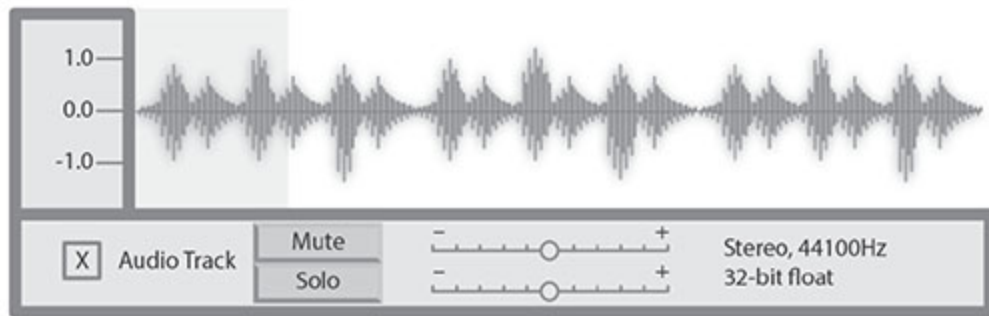 1.0
0.0
-1.0
X
Audio Track
Mute
Solo
- +
- +
Stereo, 44100Hz
32-bit float